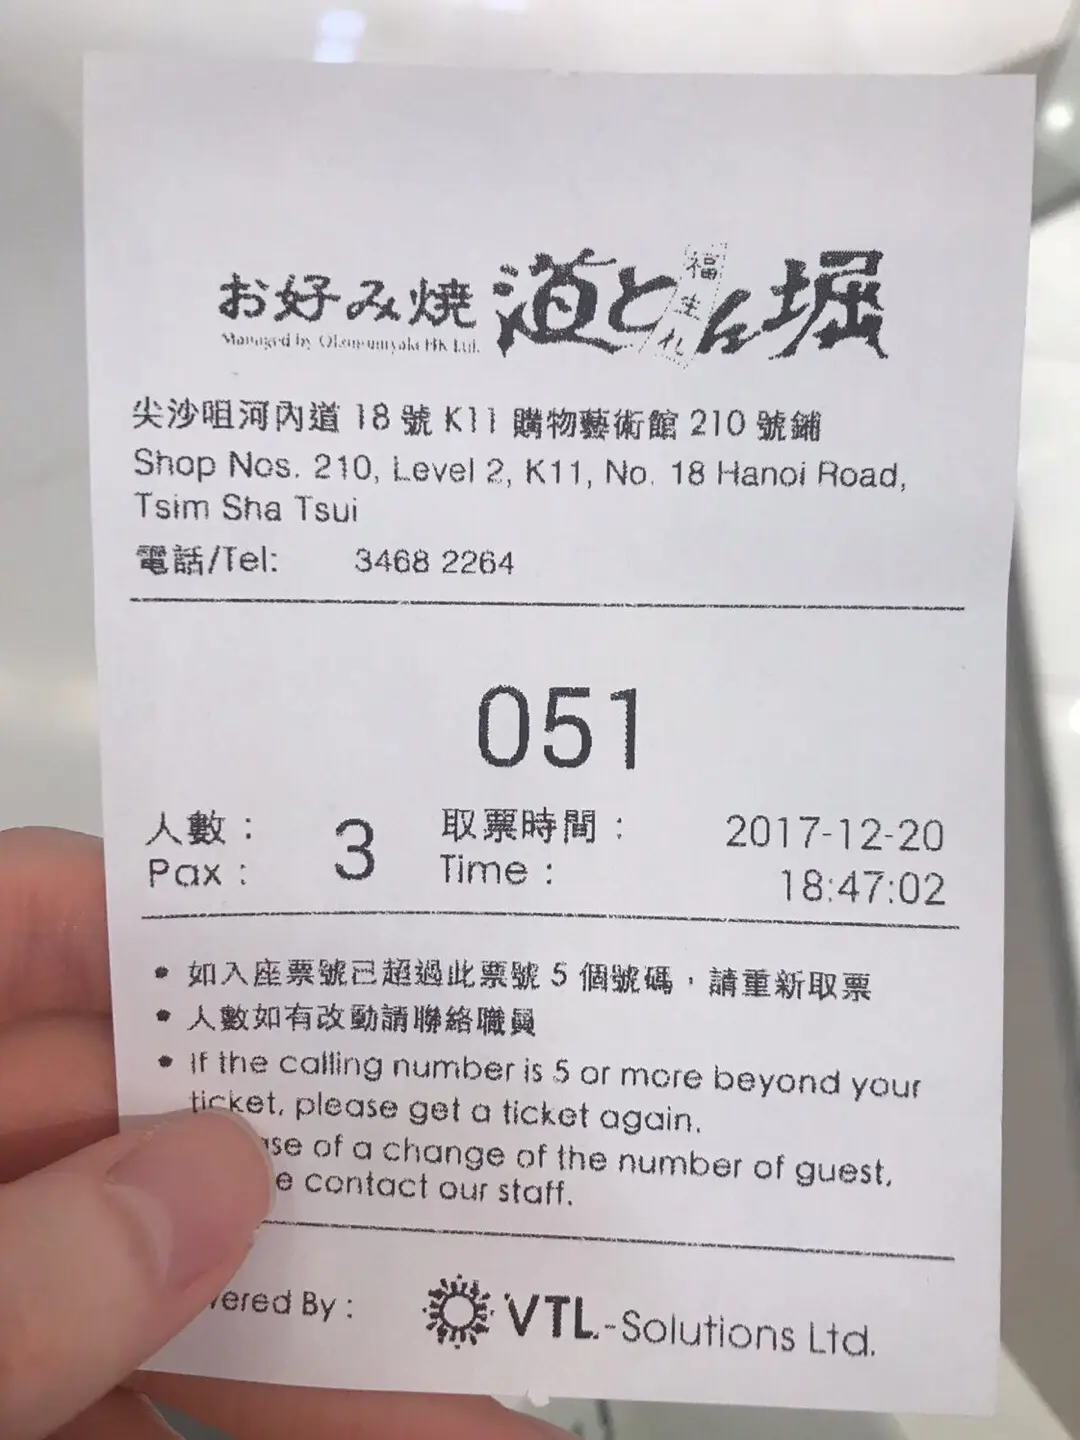 お好み焼 道とん堀
福生札
Managed by Okonomiyaki HK Ltd.
尖沙咀河內道 18 號 K11 購物藝術館 210 號鋪
Shop Nos. 210, Level 2, K11, No. 18 Hanoi Road,
Tsim Sha Tsui
電話/Tel: 3468 2264
051
人數： 3 取票時間： 2017-12-20
Pax： Time： 18:47:02
• 如入座票號已超過此票號 5 個號碼，請重新取票
• 人數如有改動請聯絡職員
• If the calling number is 5 or more beyond your
ticket, please get a ticket again.
of a change of the number of guest,
contact our staff.
By：
VTL.-Solutions Ltd.